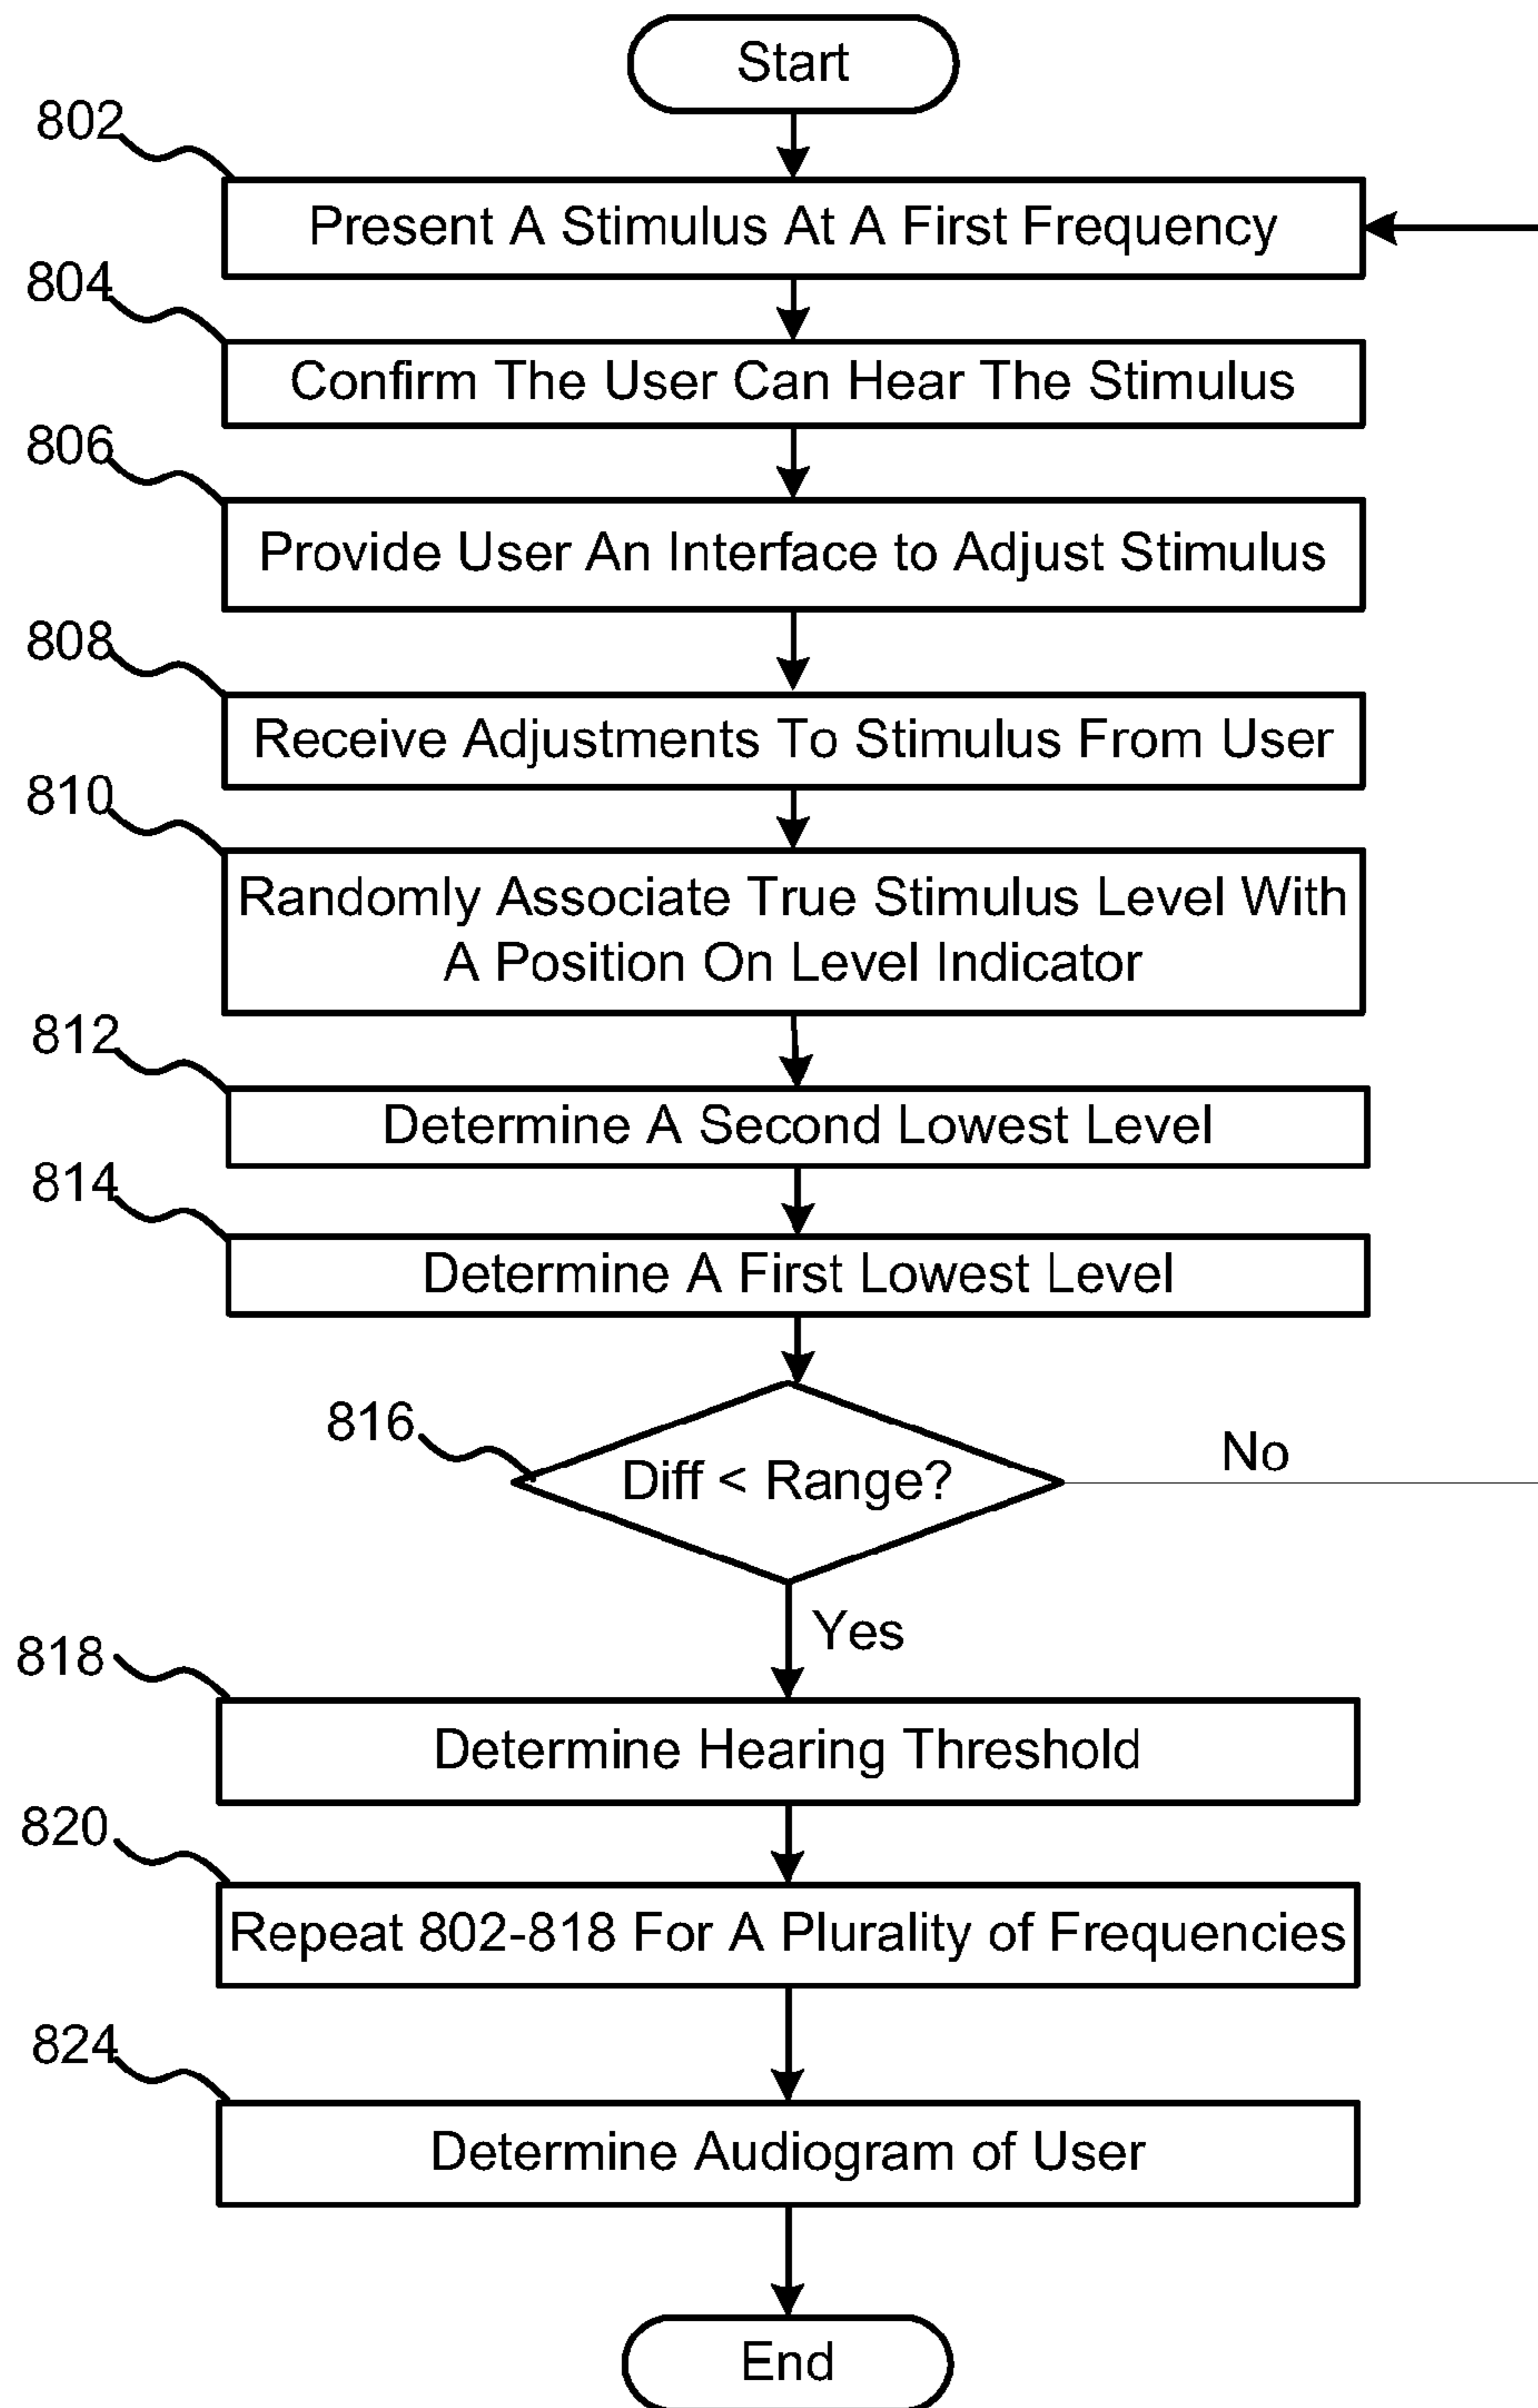 Start
802
Present A Stimulus At A First Frequency
804
Confirm The User Can Hear The Stimulus
806
Provide User An Interface to Adjust Stimulus
808
Receive Adjustments To Stimulus From User
810
Randomly Associate True Stimulus Level With
A Position On Level Indicator
812
Determine A Second Lowest Level
814
Determine A First Lowest Level
816
Diff < Range?
No
Yes
818
Determine Hearing Threshold
820
Repeat 802-818 For A Plurality of Frequencies
824
Determine Audiogram of User
End